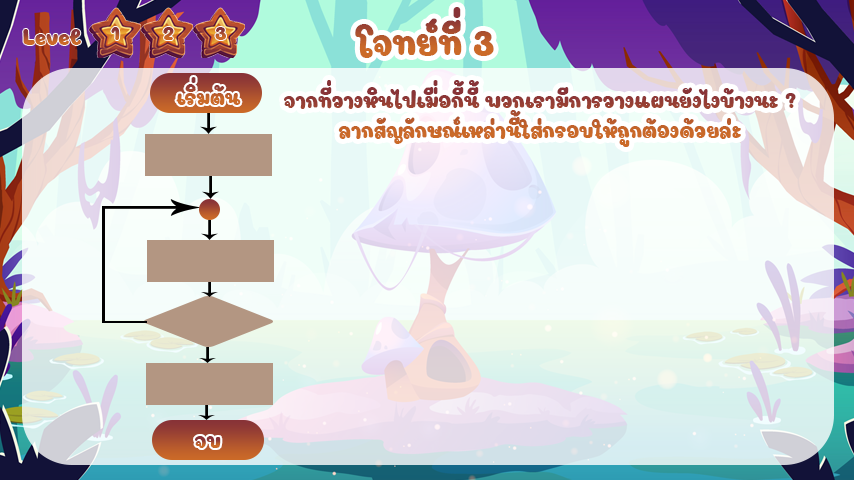 Level 1 2 3
โจทย์ที่ 3
เริ่มต้น
จากที่วางหินไปเมื่อกี้นี้ พวกเรามีการวางแผนยังไงบ้างนะ ?
ลากสัญลักษณ์เหล่านี้ใส่กรอบให้ถูกต้องด้วยล่ะ
จบ